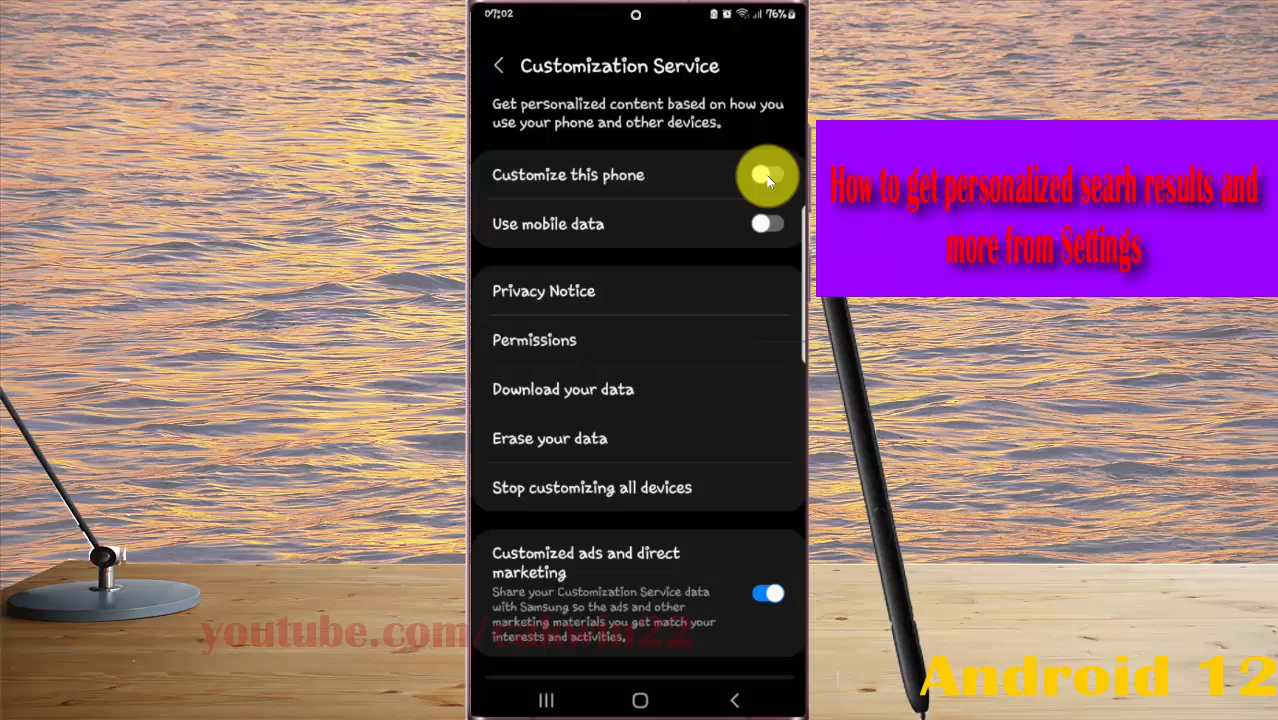 07:02
76%
Customization Service
Get personalized content based on how you
use your phone and other devices.
Customize this phone
Use mobile data
Privacy Notice
Permissions
Download your data
Erase your data
Stop customizing all devices
Customized ads and direct
marketing
Share your Customization Service data
with Samsung so the ads and other
marketing materials you get match your
interests and activities.
How to get personalized searh results and
more from Settings
youtube.com/
Android 12